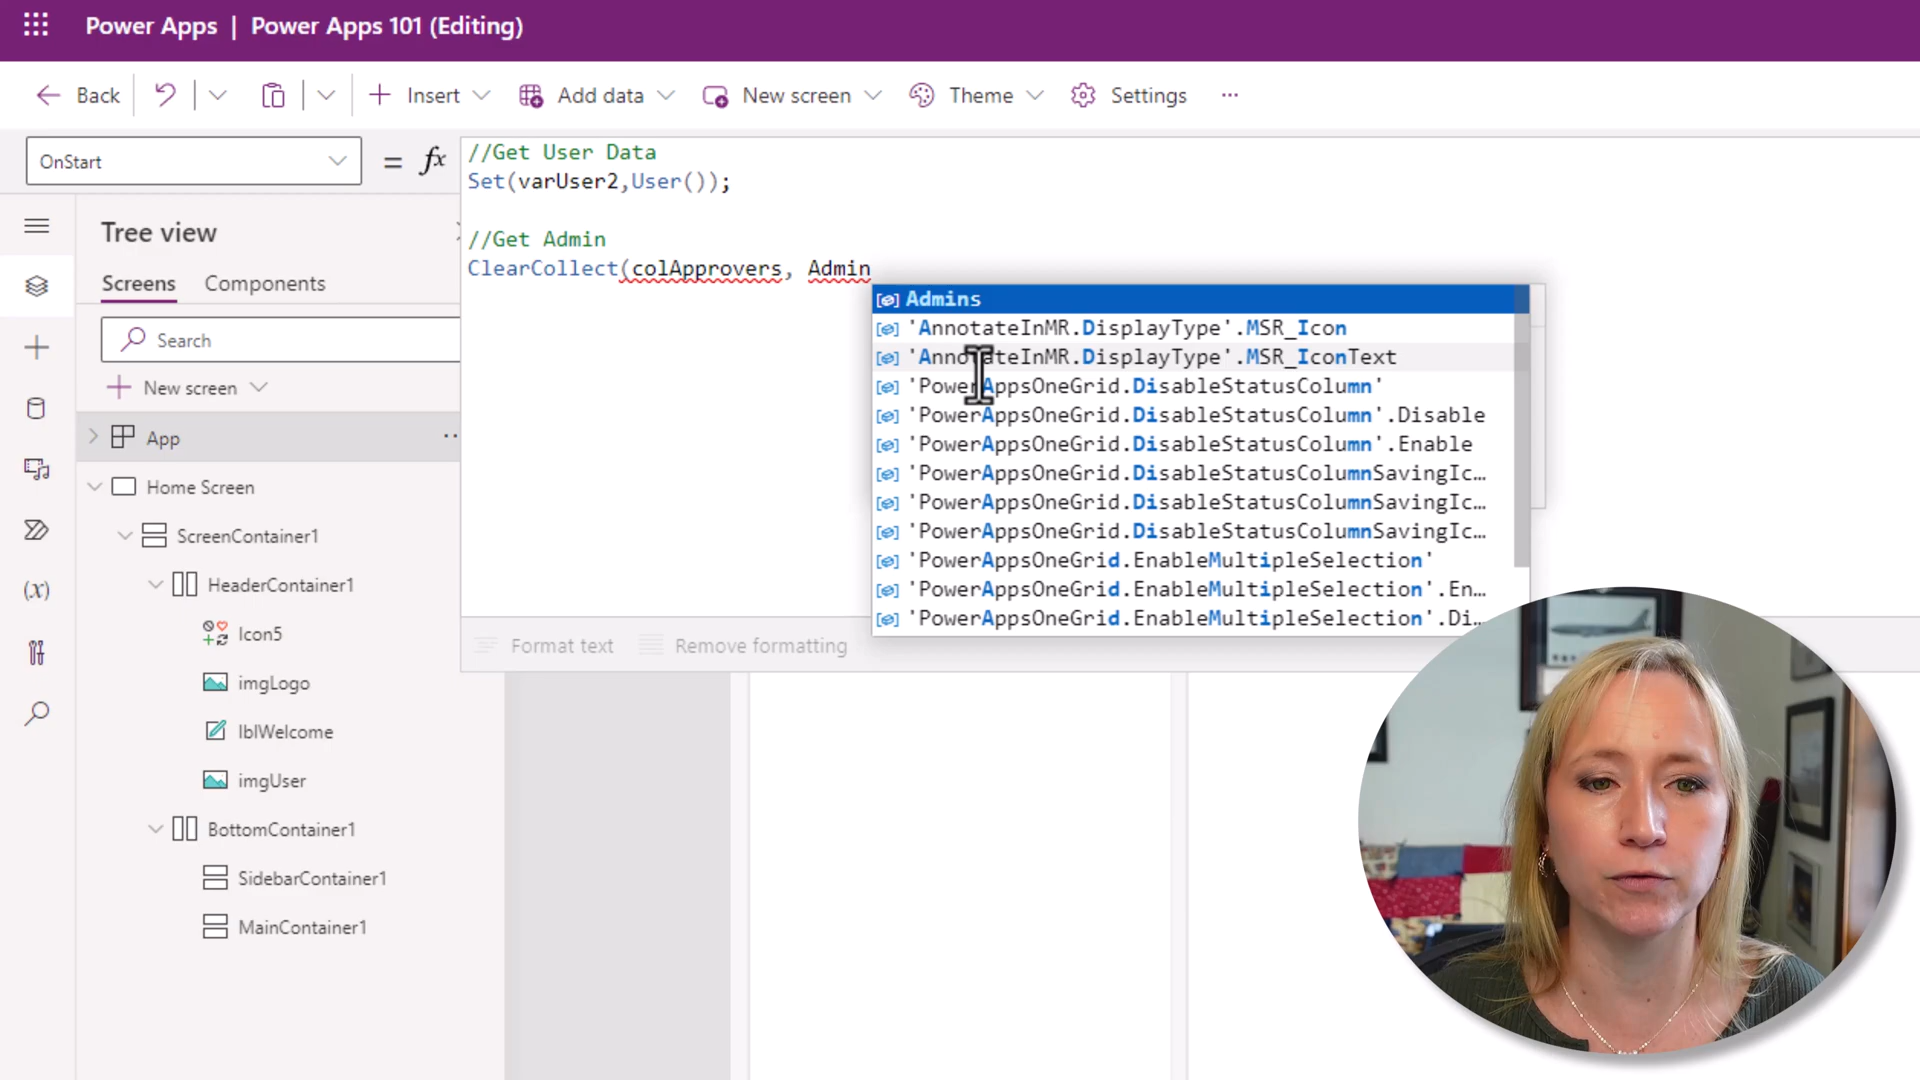 Power Apps | Power Apps 101 (Editing)
Back Insert Add data New screen Theme Settings ...
OnStart = fx //Get User Data
Set(varUser2,User());
//Get Admin
ClearCollect(colApprovers, Admin
Tree view
Screens Components
Search
New screen
App ..
Home Screen
ScreenContainer1
HeaderContainer1
Icon5
imgLogo
lblWelcome
imgUser
BottomContainer1
SidebarContainer1
MainContainer1
(x)
Admins
'AnnotateInMR.DisplayType'.MSR_Icon
'AnnotateInMR.DisplayType'.MSR_IconText
'PowerAppsOneGrid.DisableStatusColumn'
'PowerAppsOneGrid.DisableStatusColumn'.Disable
'PowerAppsOneGrid.DisableStatusColumn'.Enable
'PowerAppsOneGrid.DisableStatusColumnSavingIc...
'PowerAppsOneGrid.DisableStatusColumnSavingIc...
'PowerAppsOneGrid.DisableStatusColumnSavingIc...
'PowerAppsOneGrid.EnableMultipleSelection'
'PowerAppsOneGrid.EnableMultipleSelection'.En...
'PowerAppsOneGrid.EnableMultipleSelection'.Di...
Format text Remove formatting